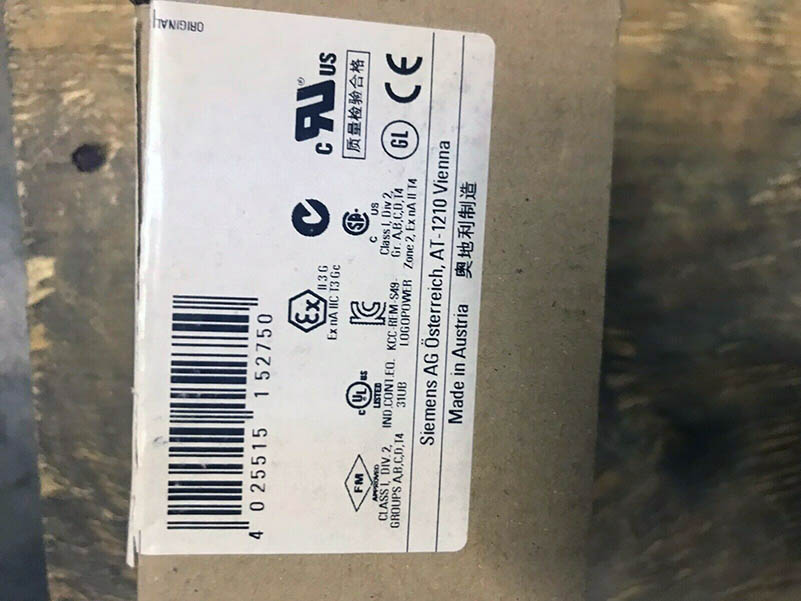 ORIGINAL
4 025515 152750
Ex II 3 G
Ex nA IIC T3 Gc
c RU US
质量检验合格
FM
APPROVED
CLASS I, DIV. 2,
GROUPS A,B,C,D,T4
c UL us
LISTED
IND.CONT.EQ.
31UB
KCC-REM-S49-
LOGOPOWER
SA
C US
Class I, Div 2,
Gr. A,B,C,D,T4
Zone 2, Ex nA II T4
GL
CE
Siemens AG Österreich, AT-1210 Vienna
Made in Austria 奥地利制造